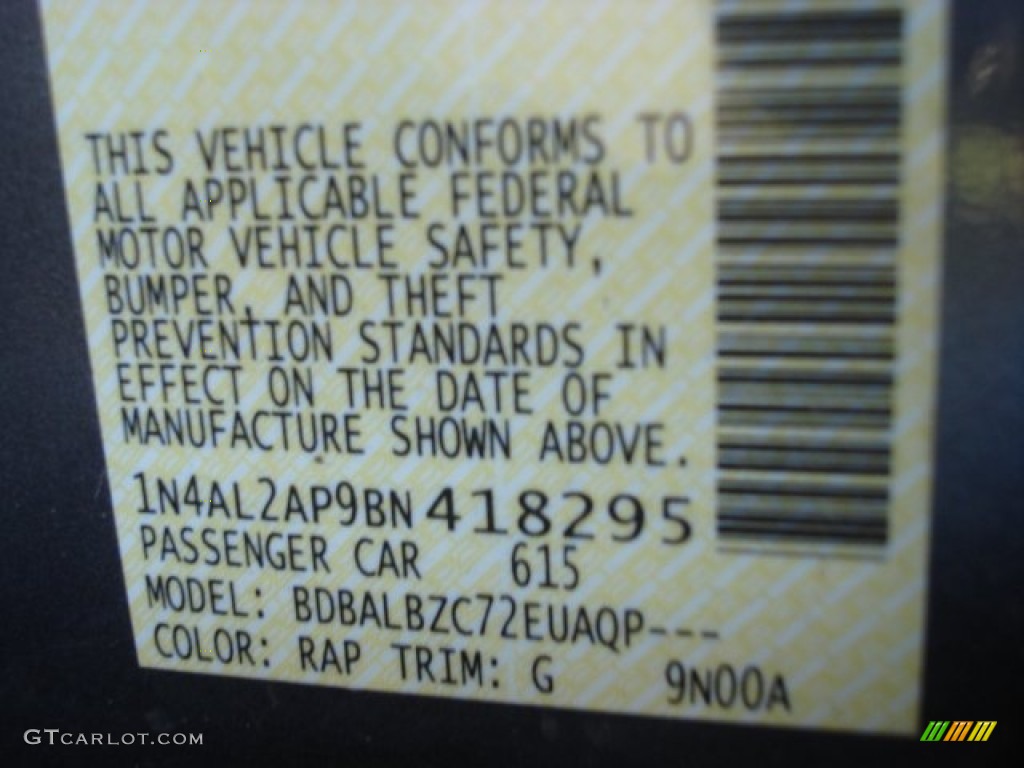 THIS VEHICLE CONFORMS TO
ALL APPLICABLE FEDERAL
MOTOR VEHICLE SAFETY,
BUMPER, AND THEFT
PREVENTION STANDARDS IN
EFFECT ON THE DATE OF
MANUFACTURE SHOWN ABOVE.
1N4AL2AP9BN418295
PASSENGER CAR 615
MODEL: BDBALBZC72EUAQP---
COLOR: RAP TRIM: G 9N00A
GTCARLOT.COM